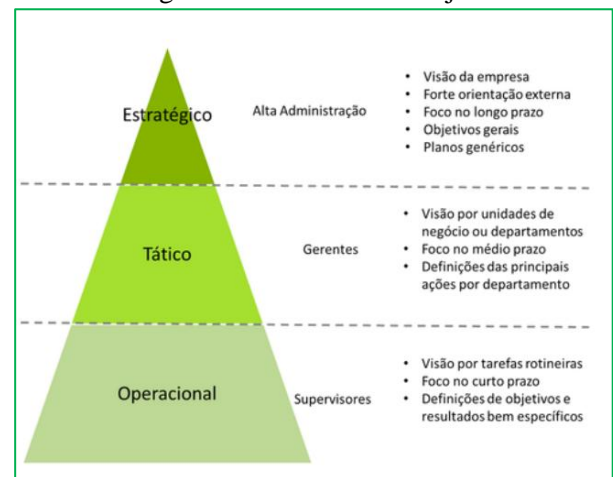 Estratégico
Alta Administração
• Visão da empresa
• Forte orientação externa
• Foco no longo prazo
• Objetivos gerais
• Planos genéricos
Tático
Gerentes
• Visão por unidades de
negócio ou departamentos
• Foco no médio prazo
• Definições das principais
ações por departamento
Operacional
Supervisores
• Visão por tarefas rotineiras
• Foco no curto prazo
• Definições de objetivos e
resultados bem específicos